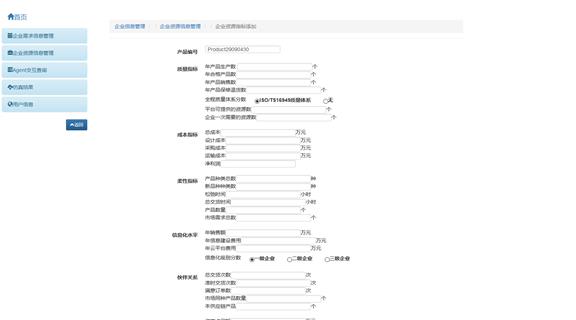 首页
企业需求信息管理
企业资源信息管理
Agent交互查询
仿真结果
用户信息
返回
企业信息管理 / 企业资源信息管理 / 企业资源指标添加
产品编号 Product29090430
质量指标 年产品生产数 个
年合格产品数 个
年产品销售数 个
年产品保修退货数 个
全程质量体系分数 ISO/TS16949质量体系 无
平台可提供的资源数 个
企业一次需要的资源数 个
成本指标 总成本 万元
设计成本 万元
采购成本 万元
运输成本 万元
净利润
柔性指标 产品种类总数 种
新品种种类数 种
松弛时间 小时
总交货时间 小时
产品数量 个
市场需求总数 个
信息化水平 年销售额 万元
年信息建设费用 万元
年云平台费用 万元
信息化级别分数 一级企业 二级企业 三级企业
伙伴关系 总交货次数 次
准时交货次数 次
满意订单数 次
市场同种产品数量 个
本供应链产品 个